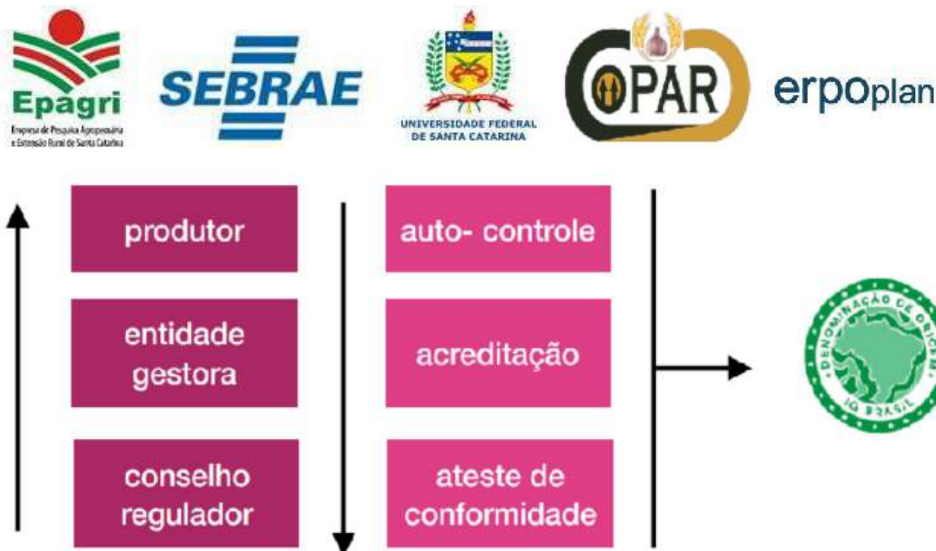 Epagri
Empresa de Pesquisa Agropecuária
e Extensão Rural de Santa Catarina
SEBRAE
UNIVERSIDADE FEDERAL
DE SANTA CATARINA
OPAR
erpoplan
produtor
auto- controle
entidade
gestora
acreditação
conselho
regulador
ateste de
conformidade
DENOMINAÇÃO DE ORIGEM
IG BRASIL